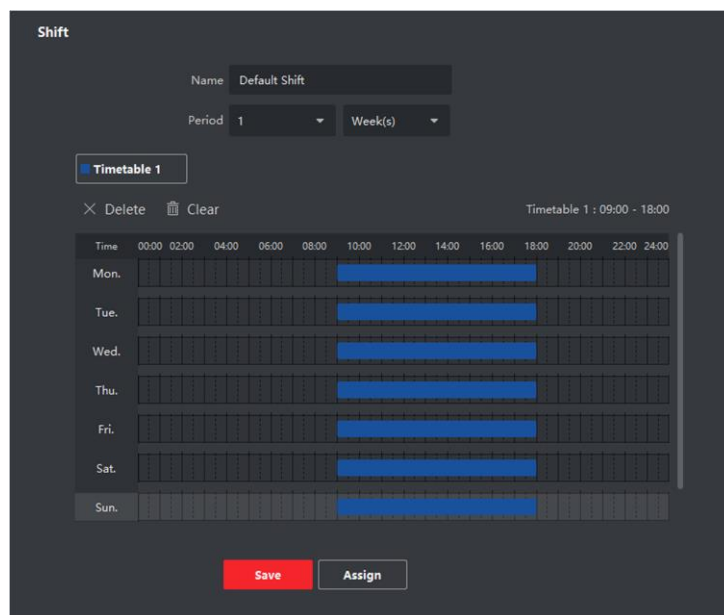 Shift
Name Default Shift
Period 1 Week(s)
Timetable 1
Delete Clear Timetable 1 : 09:00 - 18:00
Time 00:00 02:00 04:00 06:00 08:00 10:00 12:00 14:00 16:00 18:00 20:00 22:00 24:00
Mon.
Tue.
Wed.
Thu.
Fri.
Sat.
Sun.
Save Assign